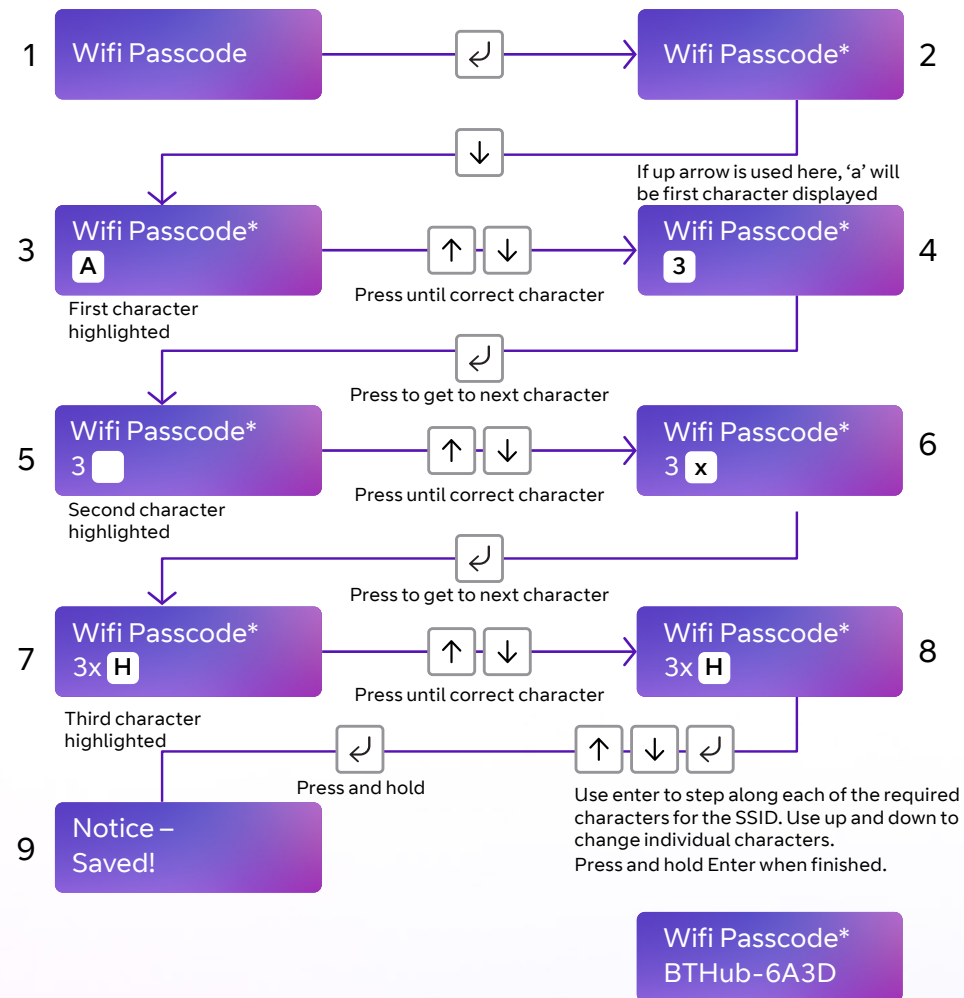 1
Wifi Passcode
Wifi Passcode*
2
If up arrow is used here, ‘a’ will
be first character displayed
3
Wifi Passcode*
A
First character
highlighted
Press until correct character
Wifi Passcode*
3
4
Press to get to next character
5
Wifi Passcode*
3
Second character
highlighted
Press until correct character
Wifi Passcode*
3 x
6
Press to get to next character
7
Wifi Passcode*
3x H
Third character
highlighted
Press until correct character
Wifi Passcode*
3x H
8
Use enter to step along each of the required
characters for the SSID. Use up and down to
change individual characters.
Press and hold Enter when finished.
Press and hold
9
Notice –
Saved!
Wifi Passcode*
BTHub-6A3D